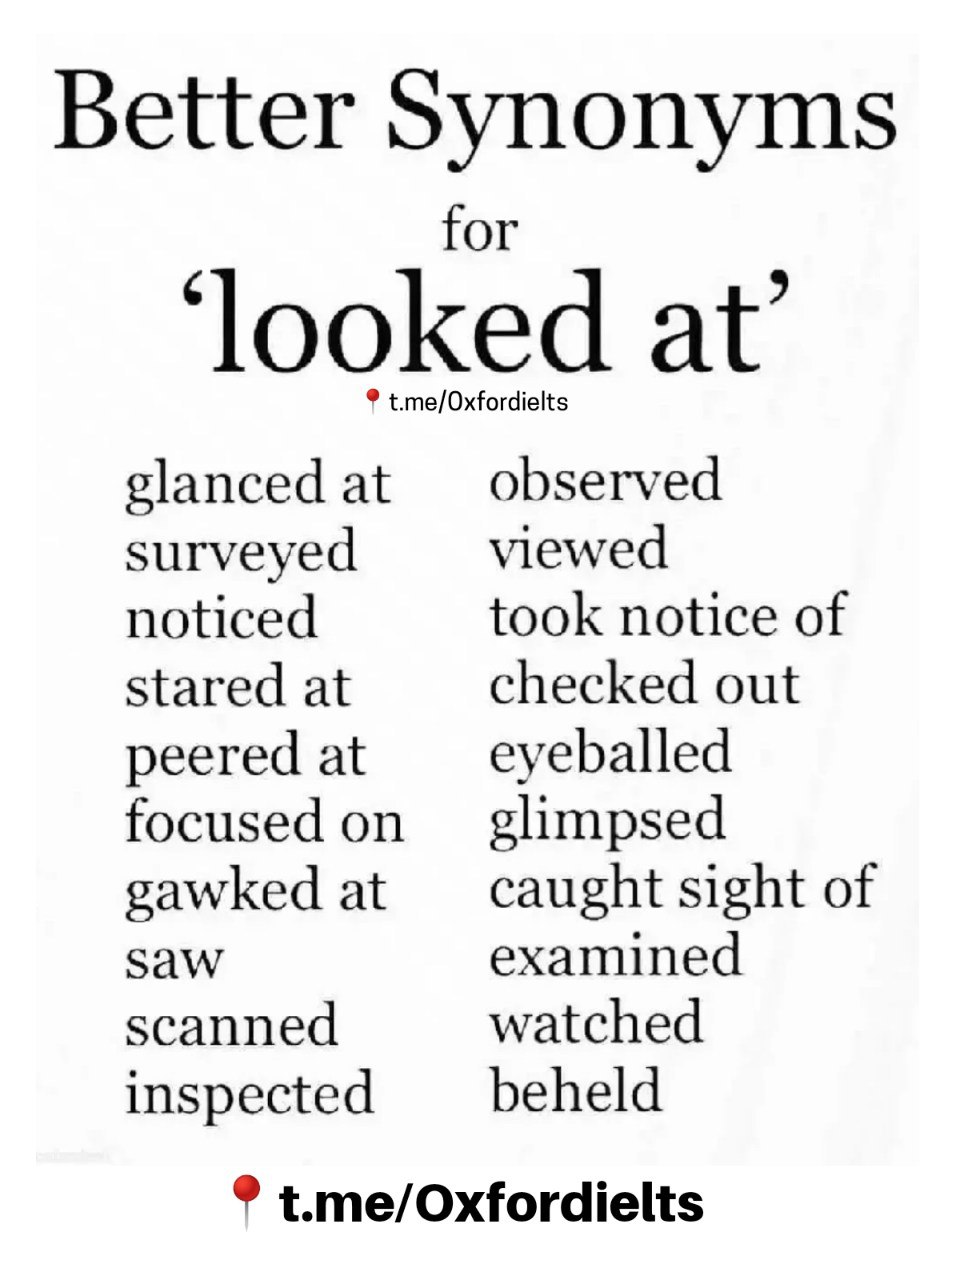 Better Synonyms
for
‘looked at’
t.me/Oxfordielts
glanced at
surveyed
noticed
stared at
peered at
focused on
gawked at
saw
scanned
inspected
observed
viewed
took notice of
checked out
eyeballed
glimpsed
caught sight of
examined
watched
beheld
t.me/Oxfordielts